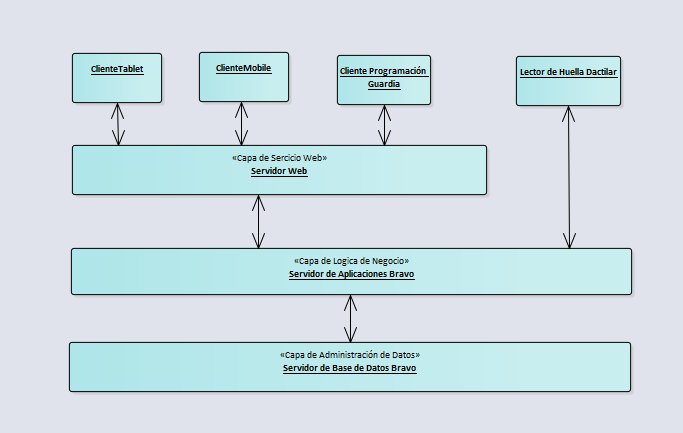 ClienteTablet
ClienteMobile
Cliente Programación
Guardia
Lector de Huella Dactilar
«Capa de Sercicio Web»
Servidor Web
«Capa de Logica de Negocio»
Servidor de Aplicaciones Bravo
«Capa de Administración de Datos»
Servidor de Base de Datos Bravo